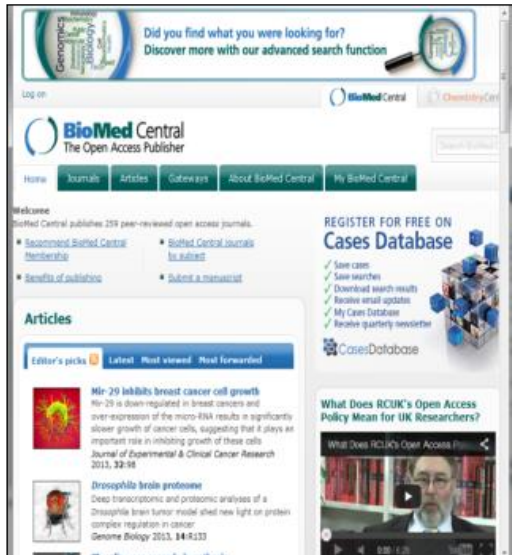 Genomics
Biology
Did you find what you were looking for?
Discover more with our advanced search function
Log on
BioMed Central
BioMed Central
The Open Access Publisher
Home
Journals
Articles
Gateways
About BioMed Central
My BioMed Central
Welcome
BioMed Central publishes 259 peer-reviewed open access journals.
Recommend BioMed Central
Membership
Benefits of publishing
BioMed Central journals
by subject
Submit a manuscript
REGISTER FOR FREE ON
Cases Database
✓ Save cases
✓ Save searches
✓ Download search results
✓ Receive email updates
✓ My Cases Database
✓ Receive quarterly newsletter
CasesDatabase
Articles
Editor's picks
Latest
Most viewed
Most forwarded
Mir-29 inhibits breast cancer cell growth
Mir-29 is down-regulated in breast cancers and
over-expression of the micro-RNA results in significantly
slower growth of cancer cells, suggesting that it plays an
important role in inhibiting growth of these cells
Journal of Experimental & Clinical Cancer Research
2013, 32:98
Drosophila brain proteome
Deep transcriptomic and proteomic analyses of a
Drosophila brain tumor model shed new light on protein
complex regulation in cancer
Genome Biology 2013, 14:R133
What Does RCUK's Open Access
Policy Mean for UK Researchers?
What Does RCUK's Open Access